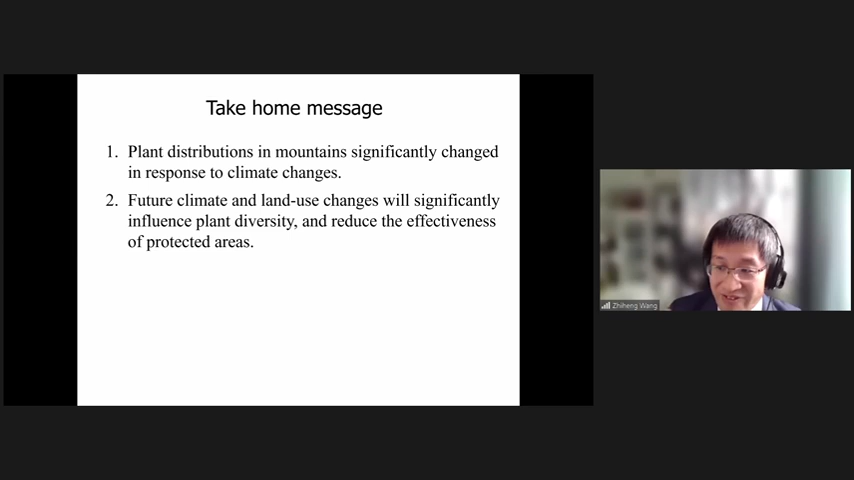 Take home message
1. Plant distributions in mountains significantly changed
in response to climate changes.
2. Future climate and land-use changes will significantly
influence plant diversity, and reduce the effectiveness
of protected areas.
Zhiheng Wang